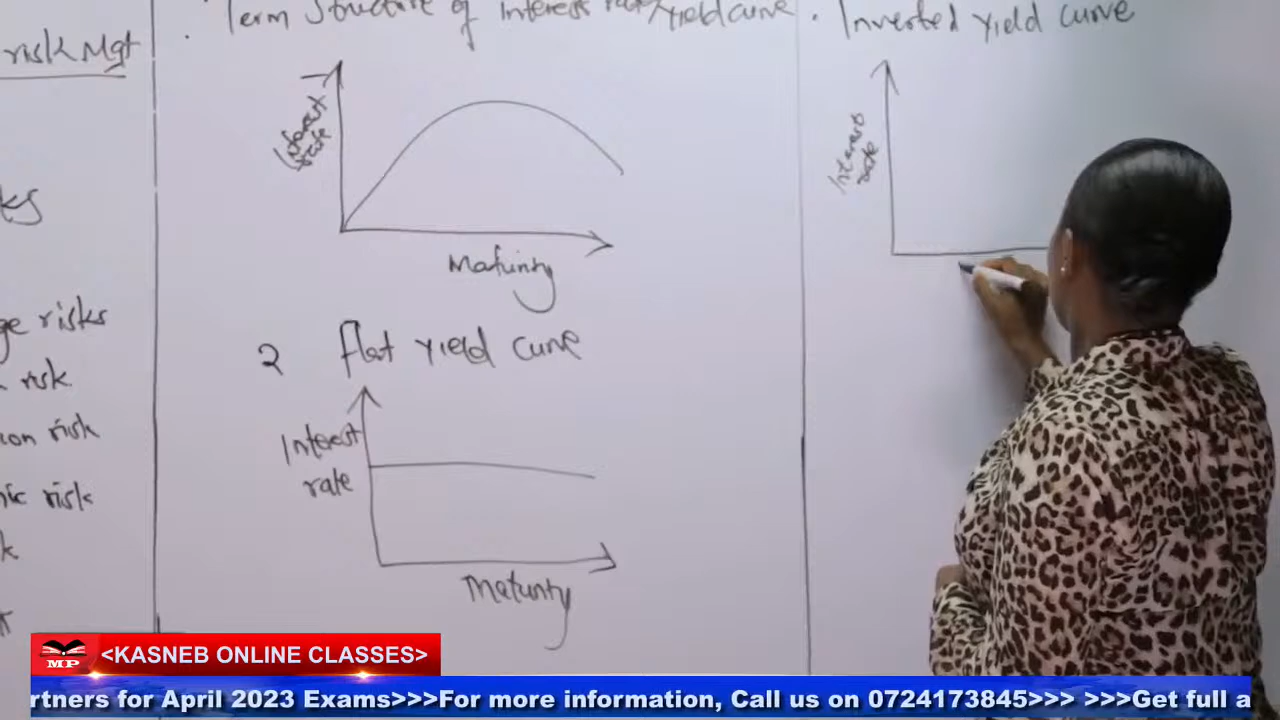 risk Mgt
ge risks
risk
on risk
ic risk
Term Structure of Interest rate/yield curve
Interest
rate
Maturity
2 flat yield curve
Interest
rate
Maturity
Inverted yield curve
Interest
rate
MP
<KASNEB ONLINE CLASSES>
rtners for April 2023 Exams>>>For more information, Call us on 0724173845>>> >>>Get full a